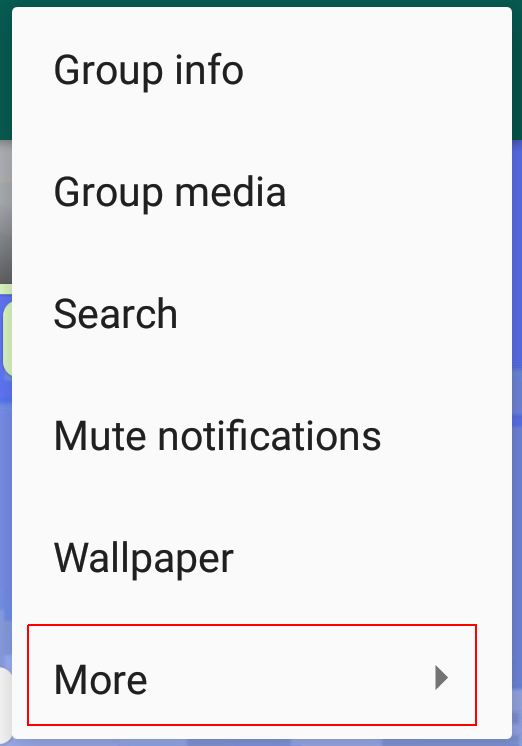 Group info
Group media
Search
Mute notifications
Wallpaper
More